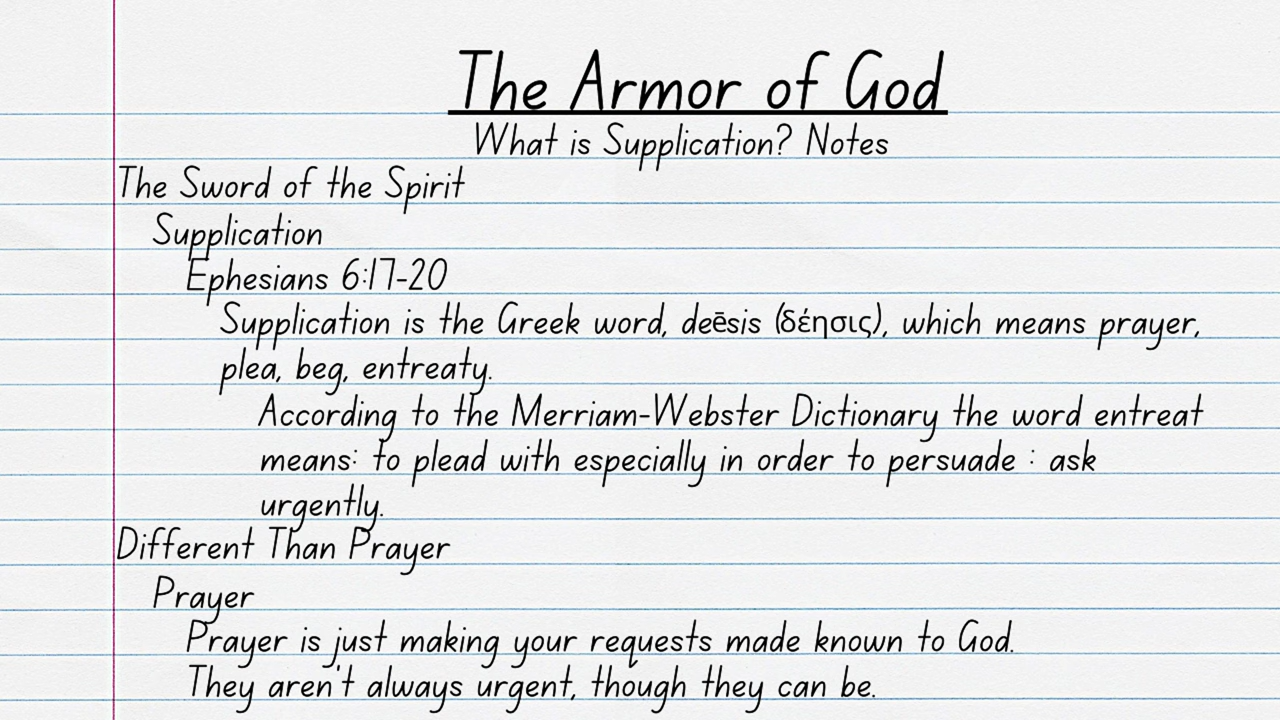 The Armor of God
What is Supplication? Notes
The Sword of the Spirit
Supplication
Ephesians 6:17-20
Supplication is the Greek word, deēsis (δέησις), which means prayer,
plea, beg, entreaty.
According to the Merriam-Webster Dictionary the word entreat
means: to plead with especially in order to persuade : ask
urgently.
Different Than Prayer
Prayer
Prayer is just making your requests made known to God.
They aren't always urgent, though they can be.